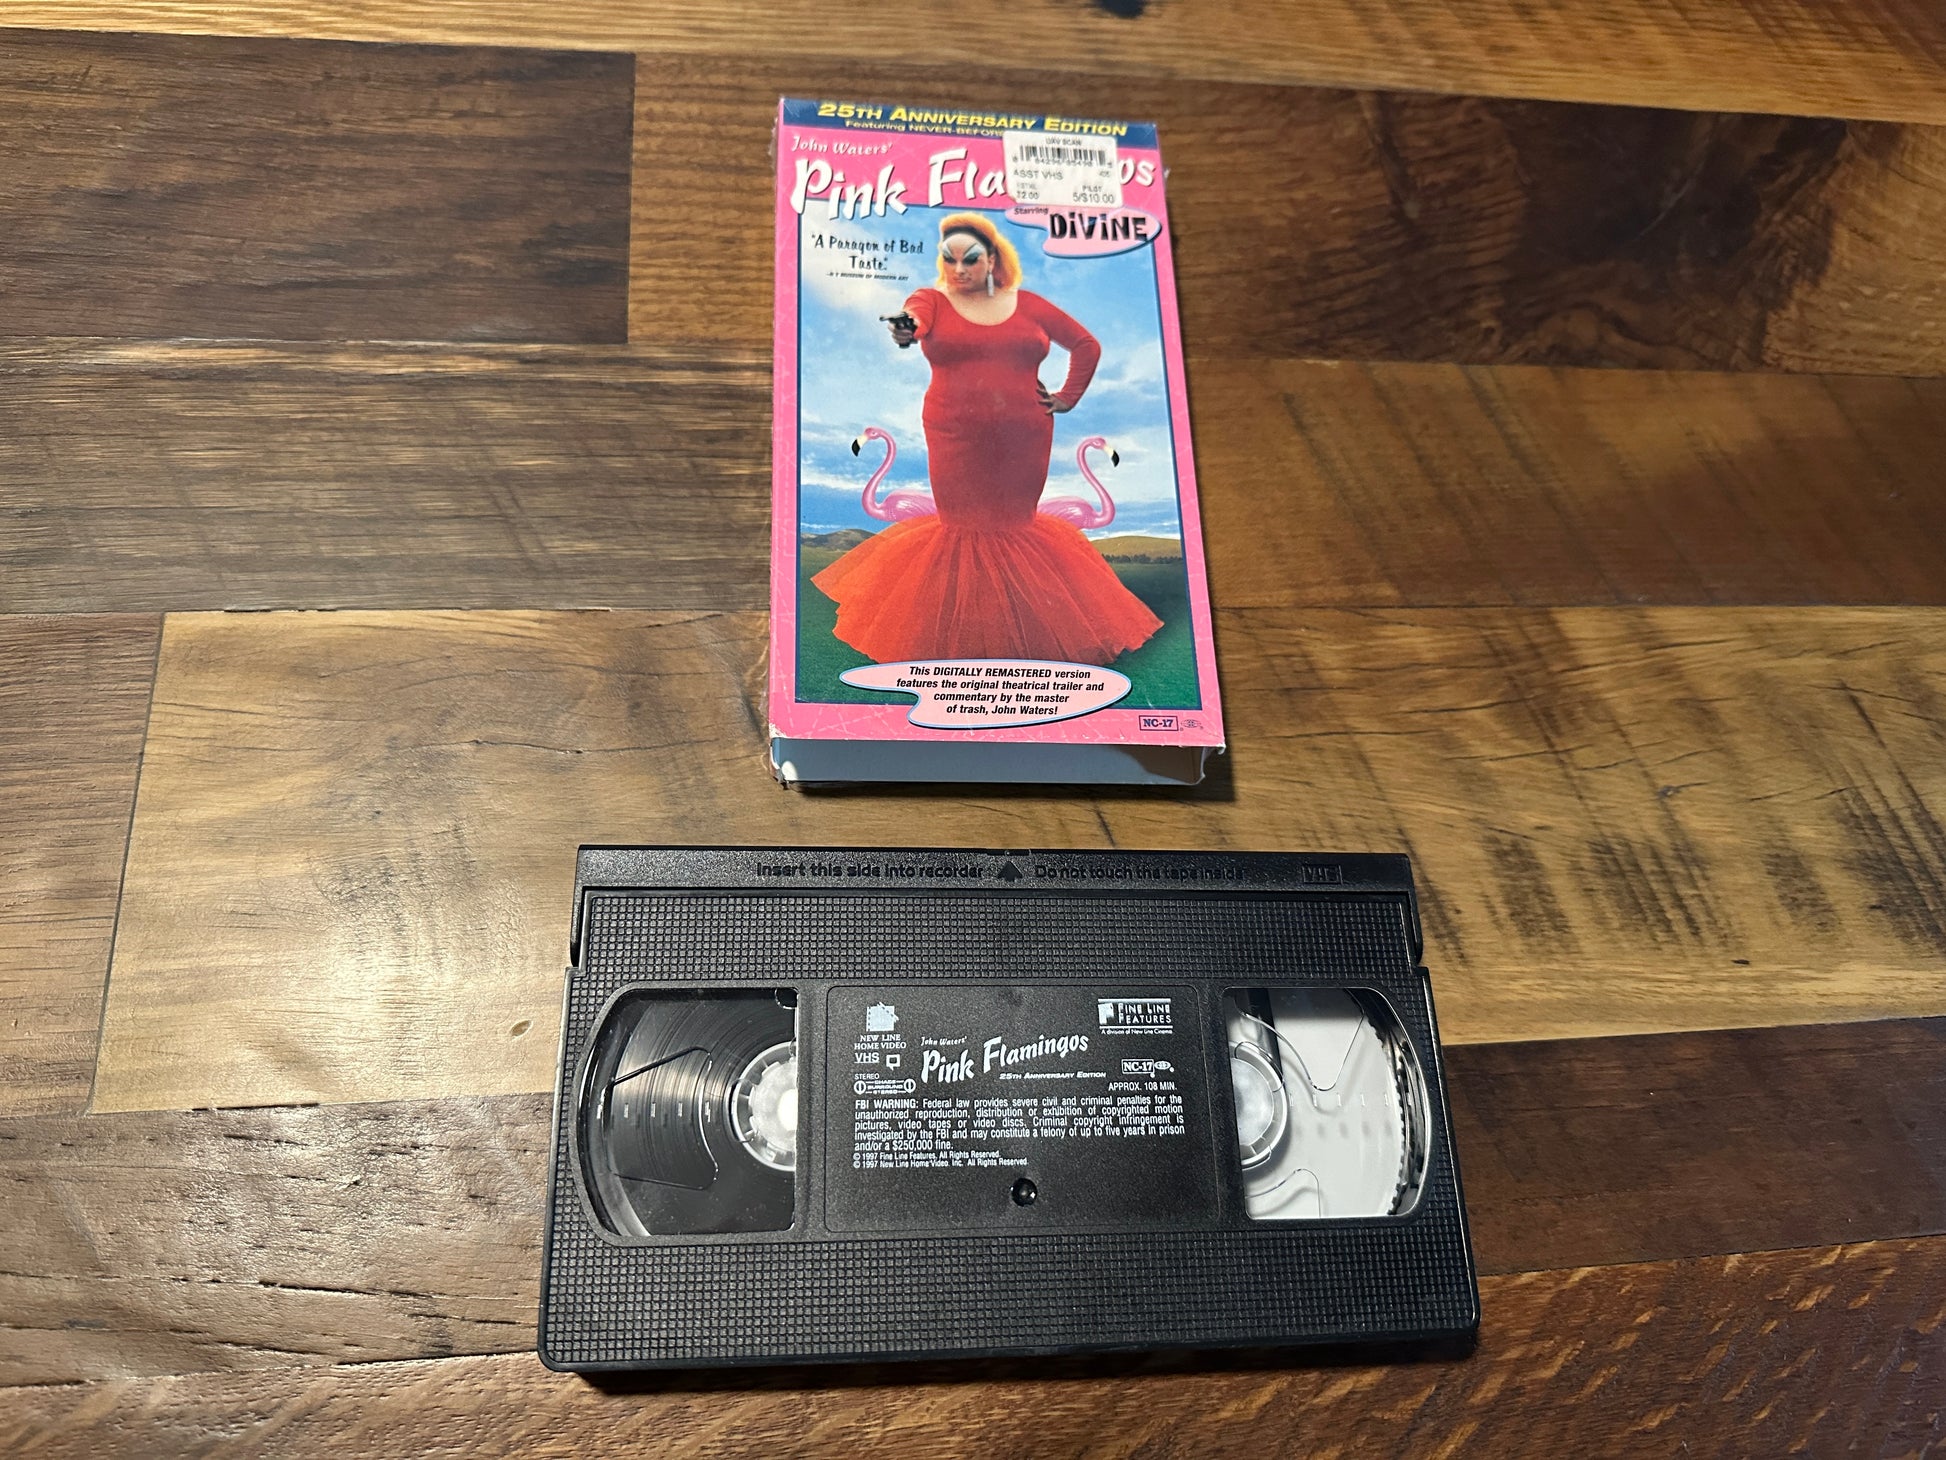 25TH ANNIVERSARY EDITION
Featuring NEVER-BEFORE
John Waters'
Pink Fla os
ASST VHS
5/$10.00
Starring
DiViNE
"A Paragon of Bad
Taste."
This DIGITALLY REMASTERED version
features the original theatrical trailer and
commentary by the master
of trash, John Waters!
NC-17
Insert this side into recorder Do not touch the tape inside VHS
NEW LINE
HOME VIDEO
VHS
STEREO
CHACE
SURROUND
STEREO
John Waters'
Pink Flamingos
25TH ANNIVERSARY EDITION
FINE LINE
FEATURES
A division of New Line Cinema
NC-17
APPROX. 108 MIN.
FBI WARNING: Federal law provides severe civil and criminal penalties for the
unauthorized reproduction, distribution or exhibition of copyrighted motion
pictures, video tapes or video discs. Criminal copyright infringement is
investigated by the FBI and may constitute a felony of up to five years in prison
and/or a $250,000 fine.
© 1997 Fine Line Features. All Rights Reserved.
© 1997 New Line Home Video, Inc. All Rights Reserved.